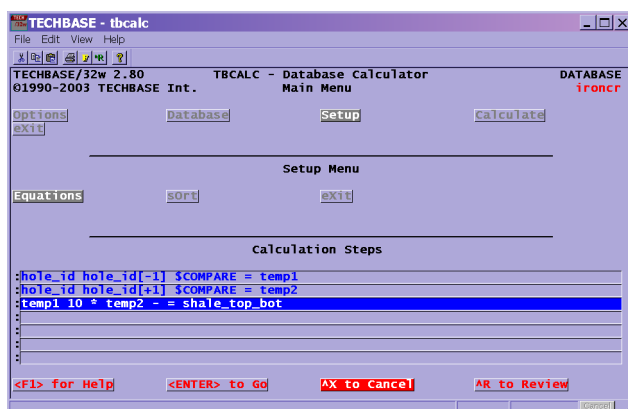 TECHBASE - tbcalc
File Edit View Help
TECHBASE/32w 2.80 TBCALC - Database Calculator DATABASE
©1990-2003 TECHBASE Int. Main Menu ironcr
Options Database Setup Calculate
eXit
Setup Menu
Equations sOrt eXit
Calculation Steps
:hole_id hole_id[-1] $COMPARE = temp1
:hole_id hole_id[+1] $COMPARE = temp2
:temp1 10 * temp2 - = shale_top_bot
:
:
:
:
<F1> for Help <ENTER> to Go ^X to Cancel ^R to Review
Cancel